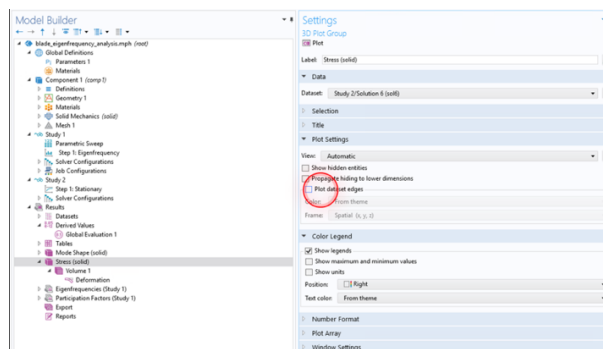 Model Builder
blade_eigenfrequency_analysis.mph (root)
Global Definitions
Pi Parameters 1
Materials
Component 1 (comp1)
Definitions
Geometry 1
Materials
Solid Mechanics (solid)
Mesh 1
Study 1
Parametric Sweep
Step 1: Eigenfrequency
Solver Configurations
Job Configurations
Study 2
Step 1: Stationary
Solver Configurations
Results
Datasets
Derived Values
Global Evaluation 1
Tables
Mode Shape (solid)
Stress (solid)
Volume 1
Deformation
Eigenfrequencies (Study 1)
Participation Factors (Study 1)
Export
Reports
Settings
3D Plot Group
Plot
Label: Stress (solid)
Data
Dataset: Study 2/Solution 6 (sol6)
Selection
Title
Plot Settings
View: Automatic
Show hidden entities
Propagate hiding to lower dimensions
Plot dataset edges
Color: From theme
Frame: Spatial (x, y, z)
Color Legend
Show legends
Show maximum and minimum values
Show units
Position: Right
Text color: From theme
Number Format
Plot Array
Window Settings